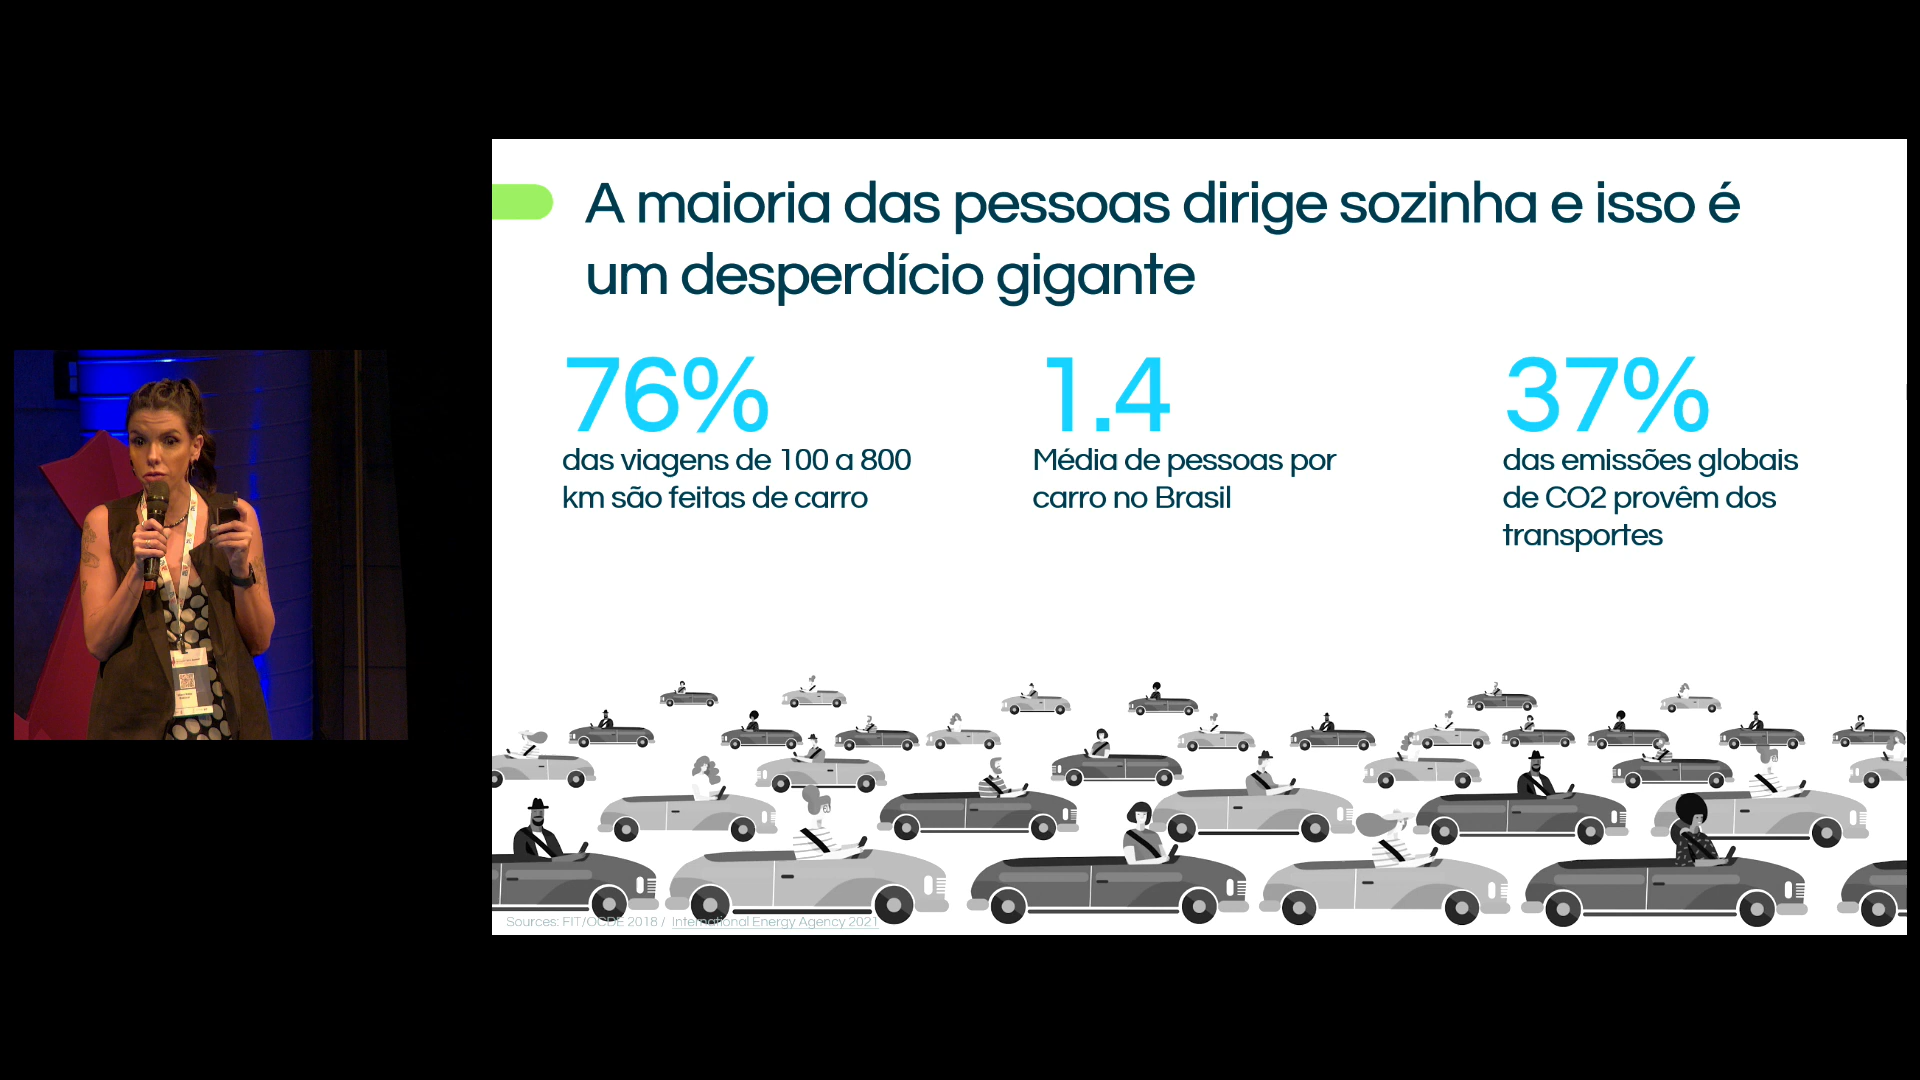 A maioria das pessoas dirige sozinha e isso é
um desperdício gigante
76%
das viagens de 100 a 800
km são feitas de carro
1.4
Média de pessoas por
carro no Brasil
37%
das emissões globais
de CO2 provêm dos
transportes
Sources: FIT/OCDE 2018 / International Energy Agency 2021